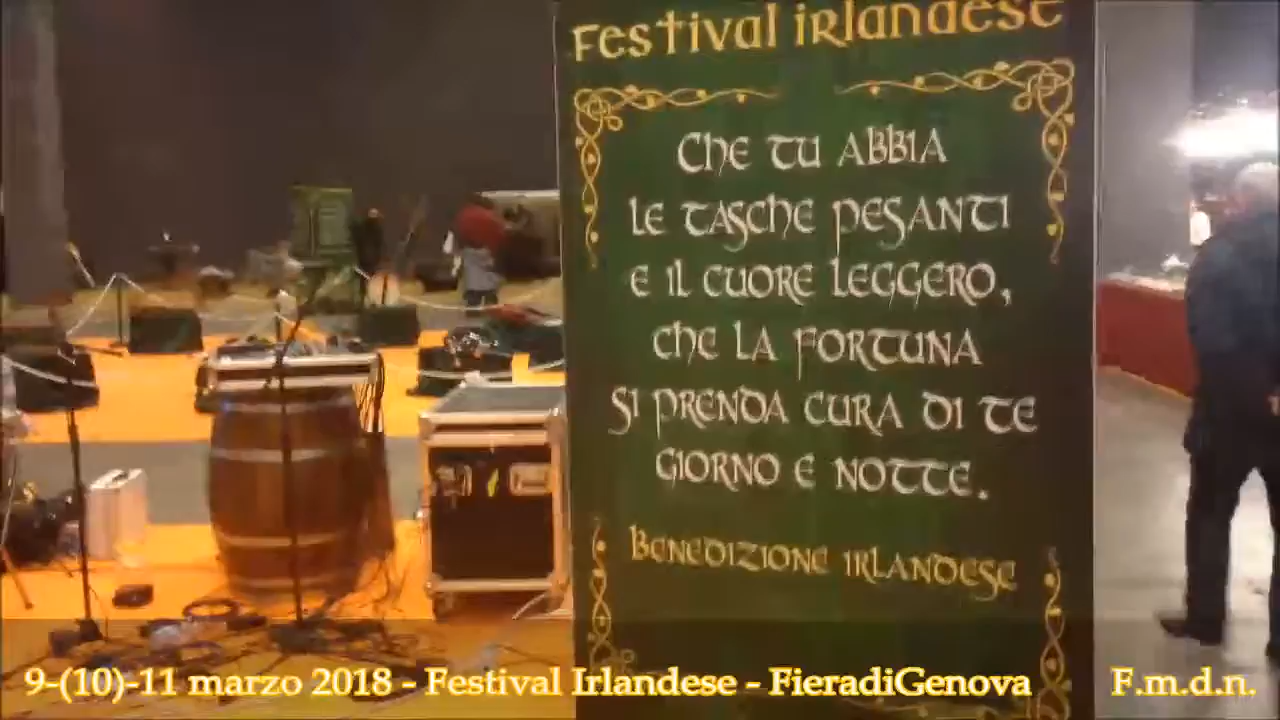 Festival irlandese
Che tu abbia
le tasche pesanti
e il cuore leggero,
che la fortuna
si prenda cura di te
giorno e notte.
Benedizione irlandese
9-(10)-11 marzo 2018 - Festival Irlandese - FieradiGenova F.m.d.n.